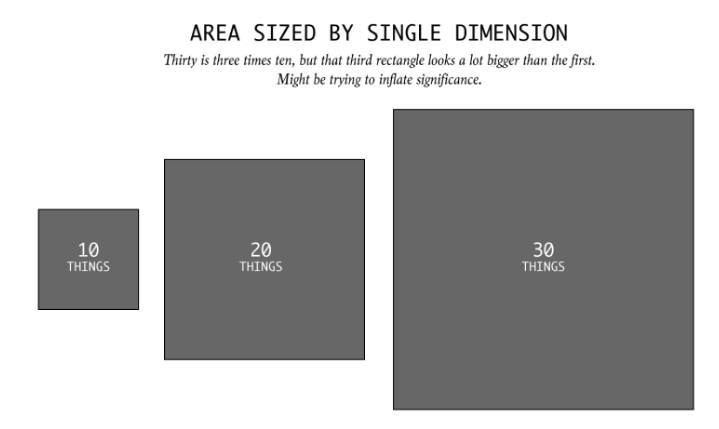 AREA SIZED BY SINGLE DIMENSION
Thirty is three times ten, but that third rectangle looks a lot bigger than the first.
Might be trying to inflate significance.
10
THINGS
20
THINGS
30
THINGS